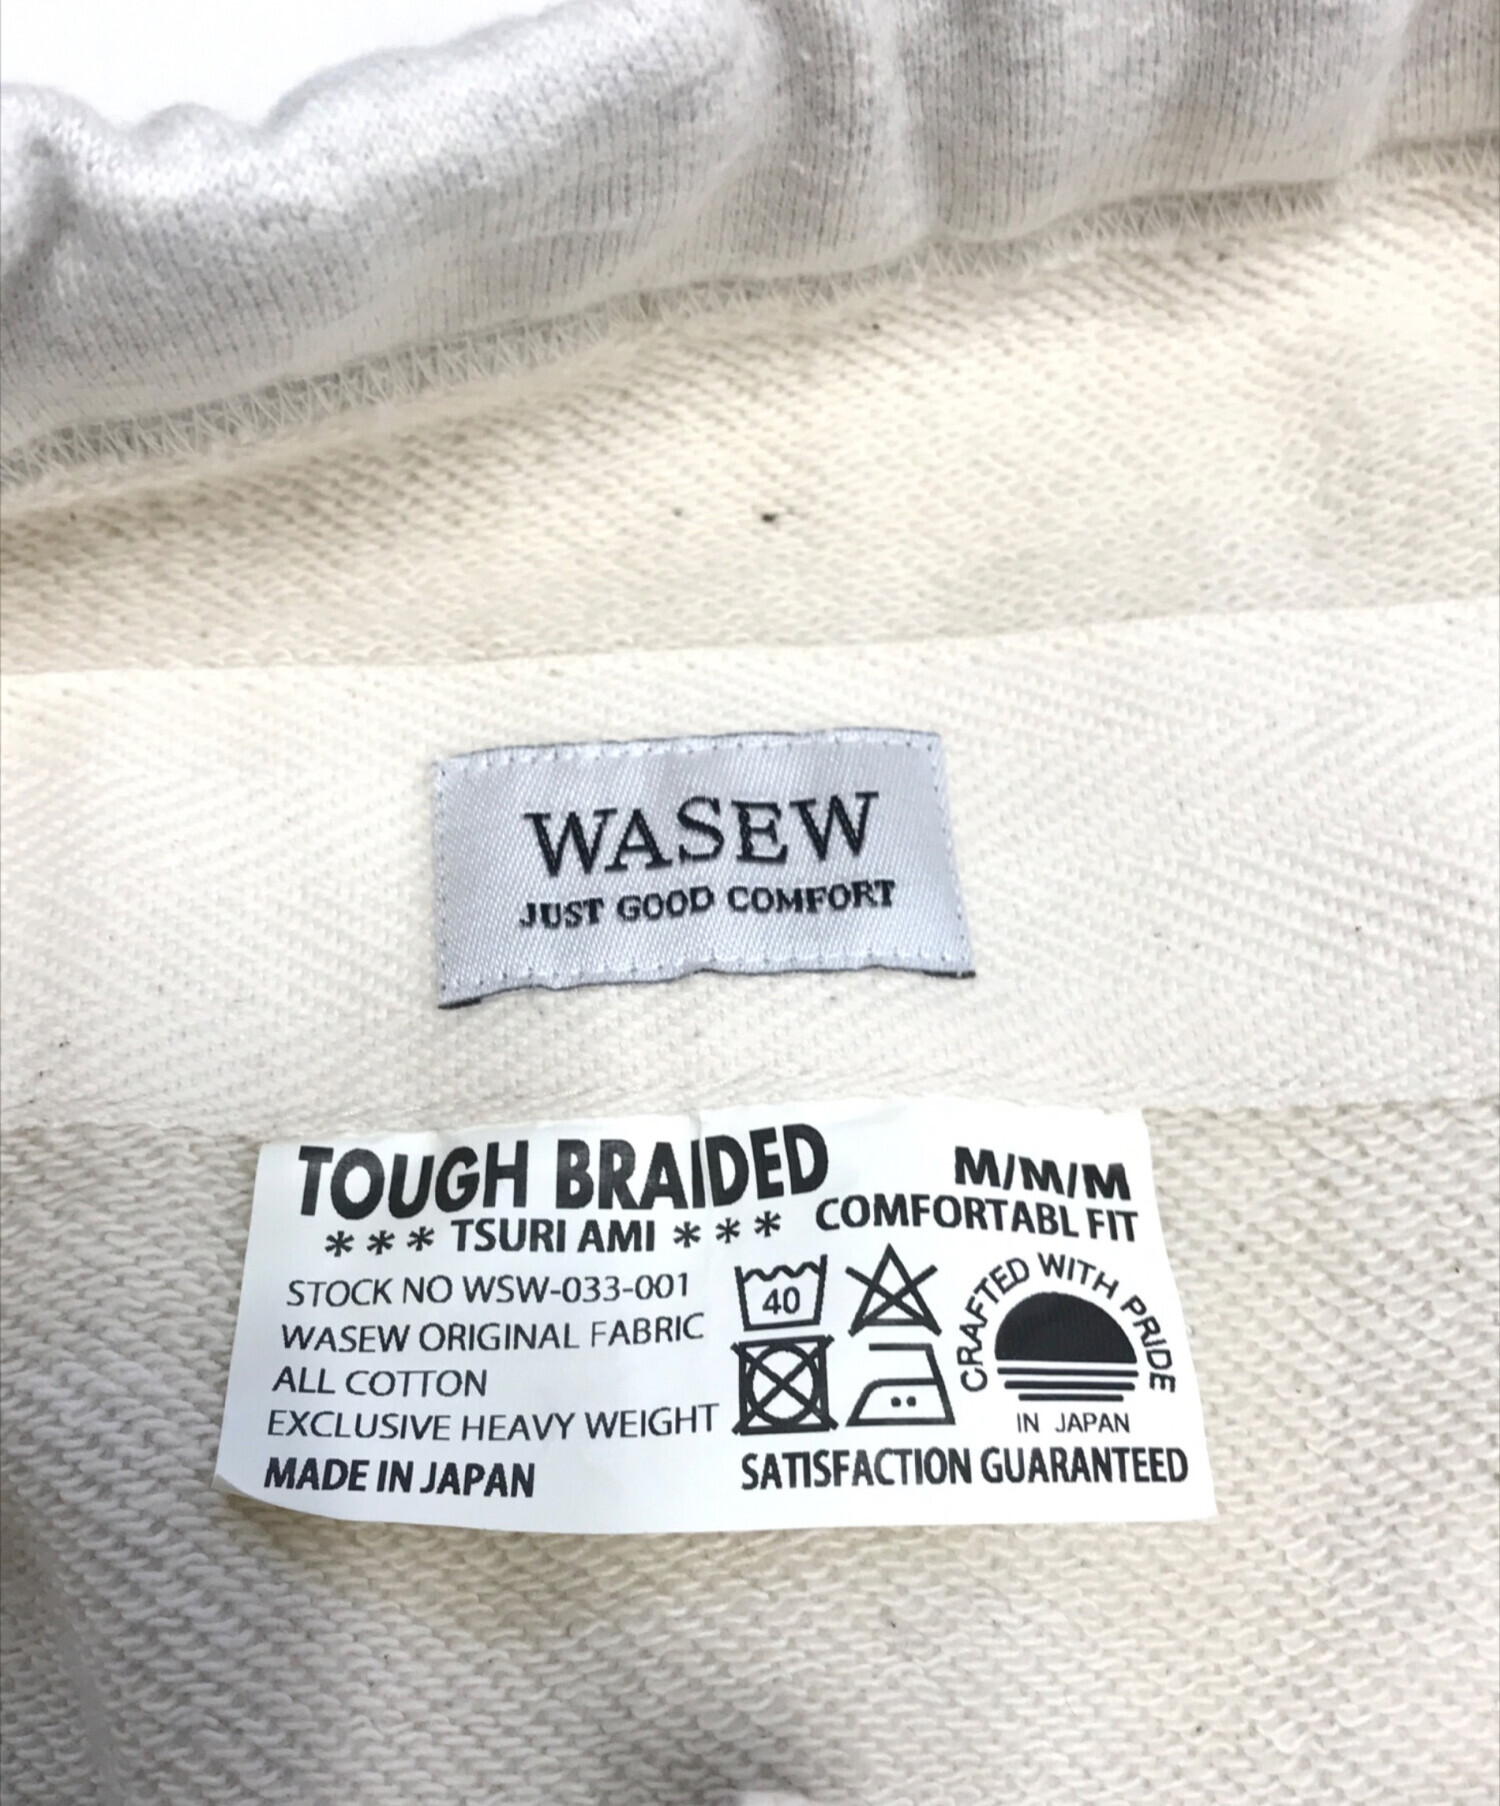 WASEW
JUST GOOD COMFORT
TOUGH BRAIDED
*** TSURI AMI ***
M/M/M
COMFORTABL FIT
STOCK NO WSW-033-001
WASEW ORIGINAL FABRIC
ALL COTTON
EXCLUSIVE HEAVY WEIGHT
MADE IN JAPAN
40
CRAFTED WITH PRIDE
IN JAPAN
SATISFACTION GUARANTEED